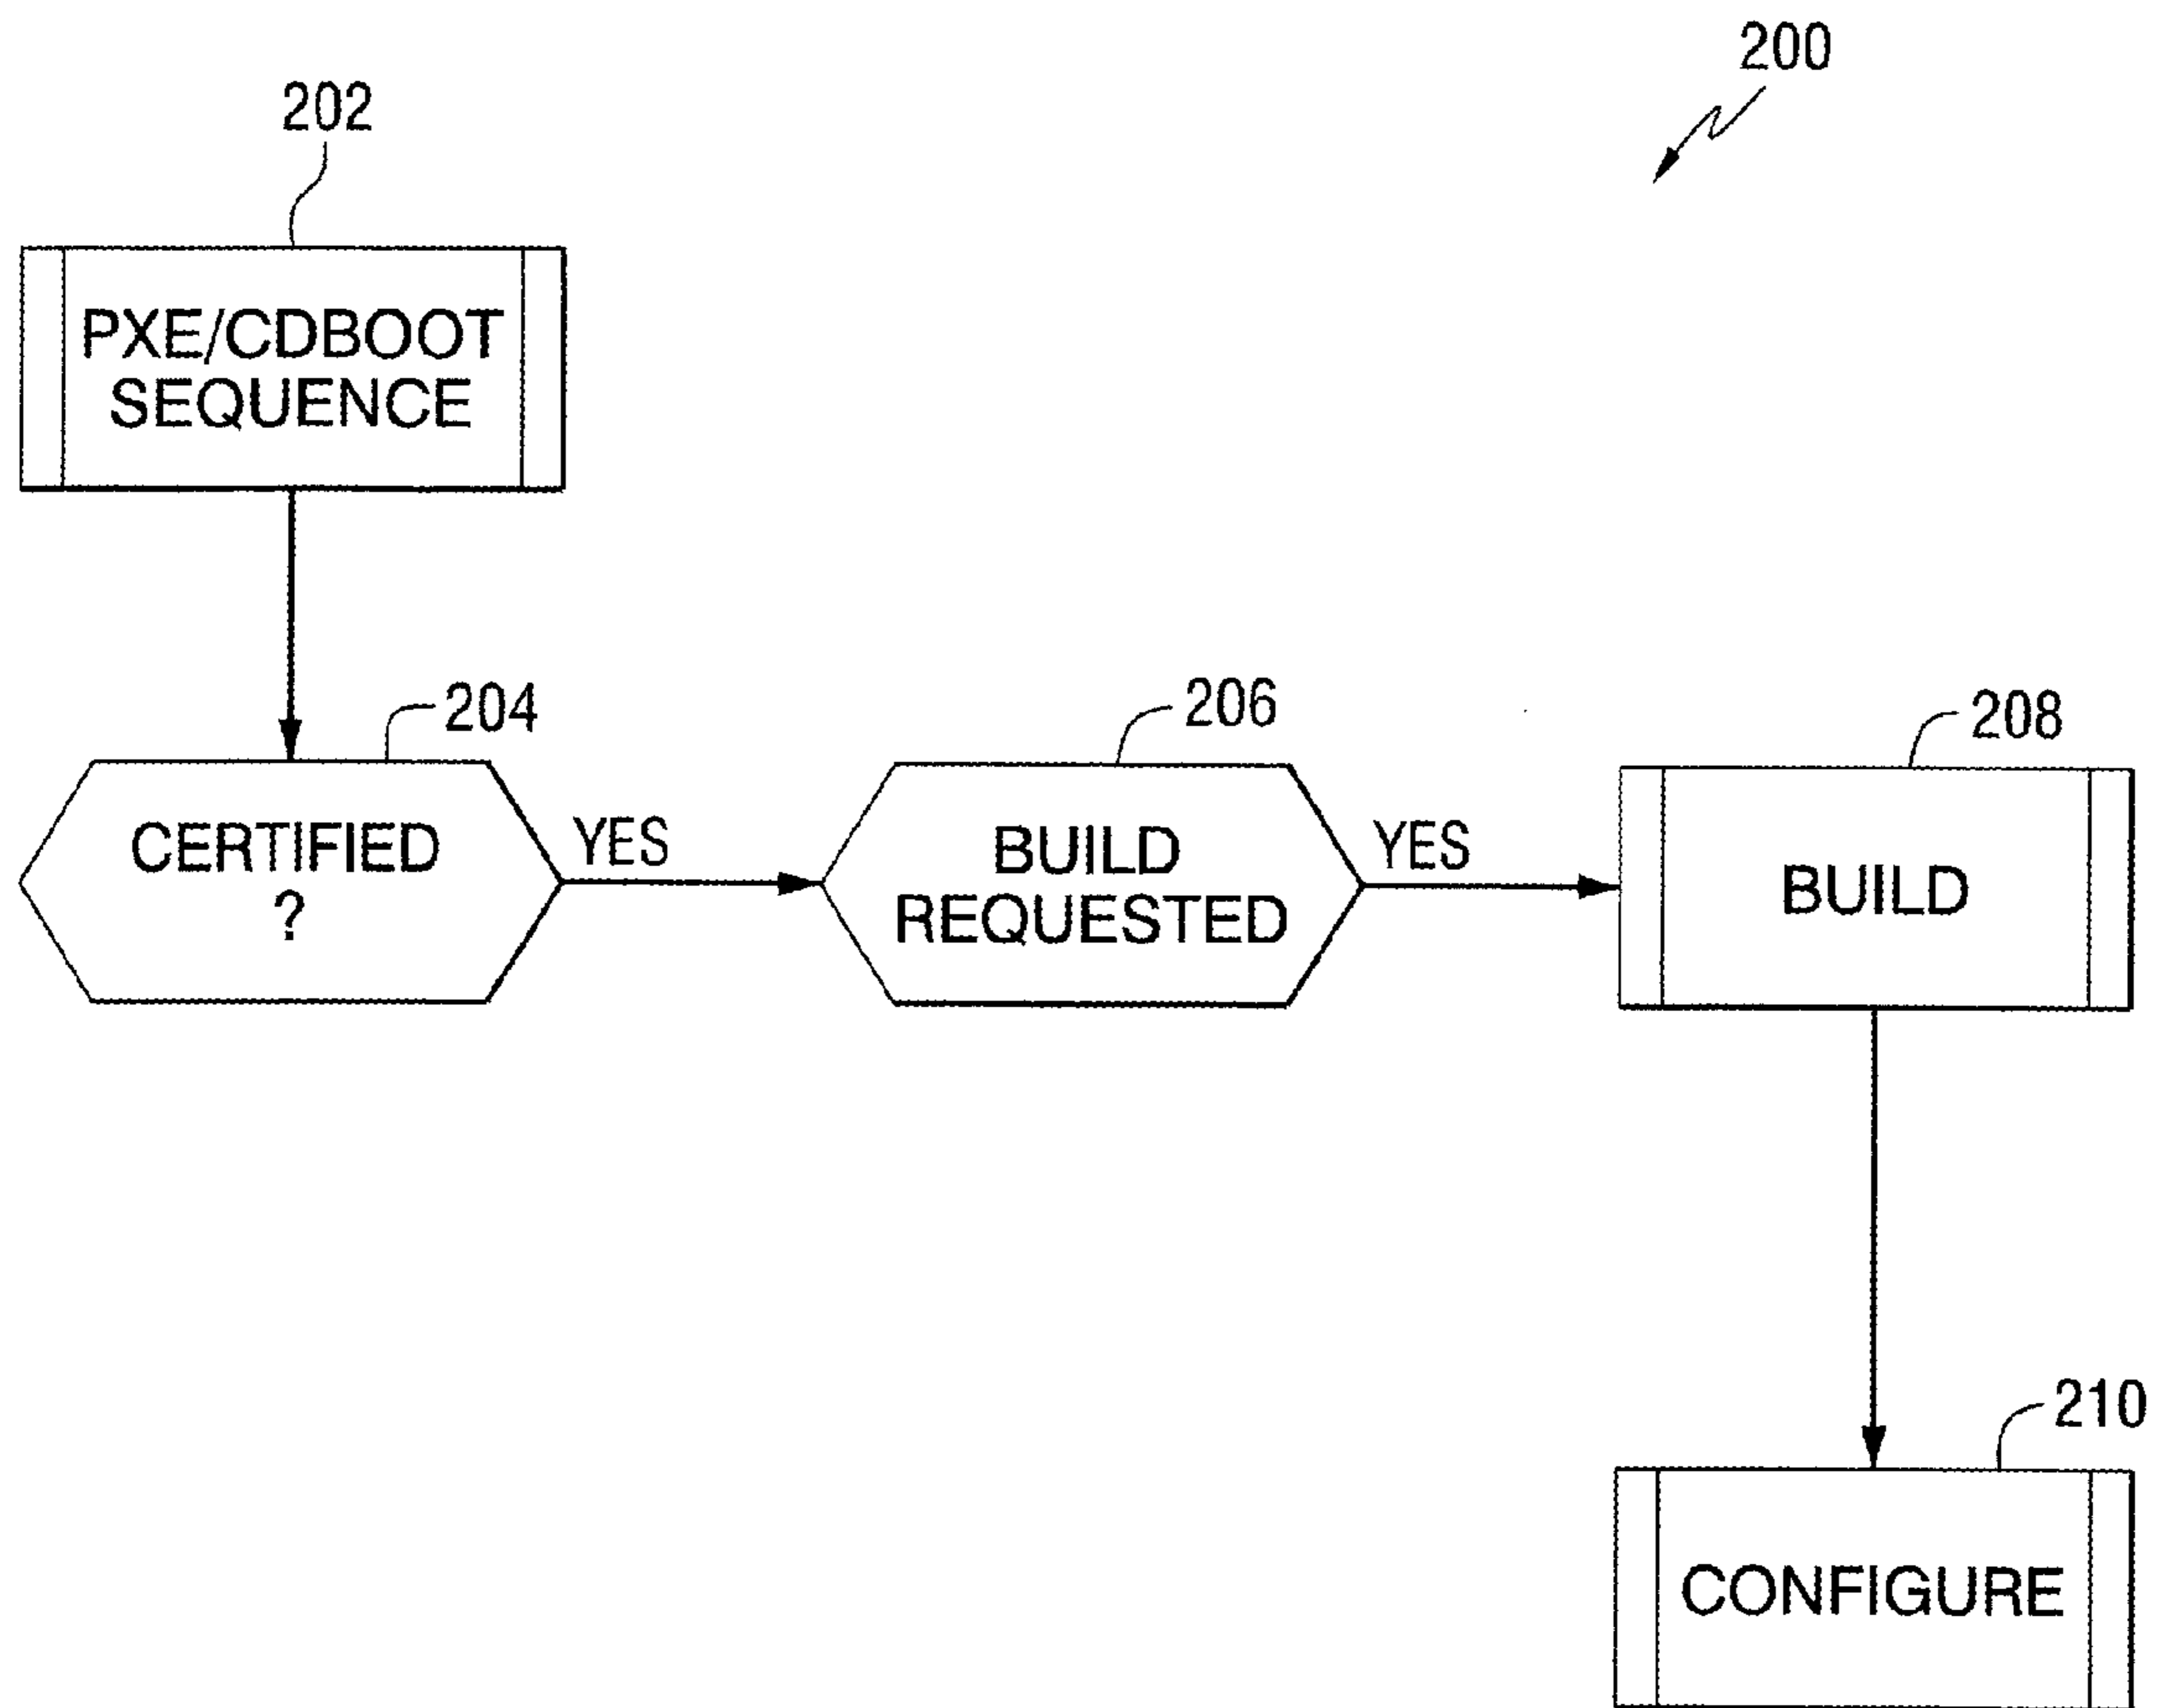 200
202
PXE/CDBOOT
SEQUENCE
204
CERTIFIED
?
YES
206
BUILD
REQUESTED
YES
208
BUILD
210
CONFIGURE